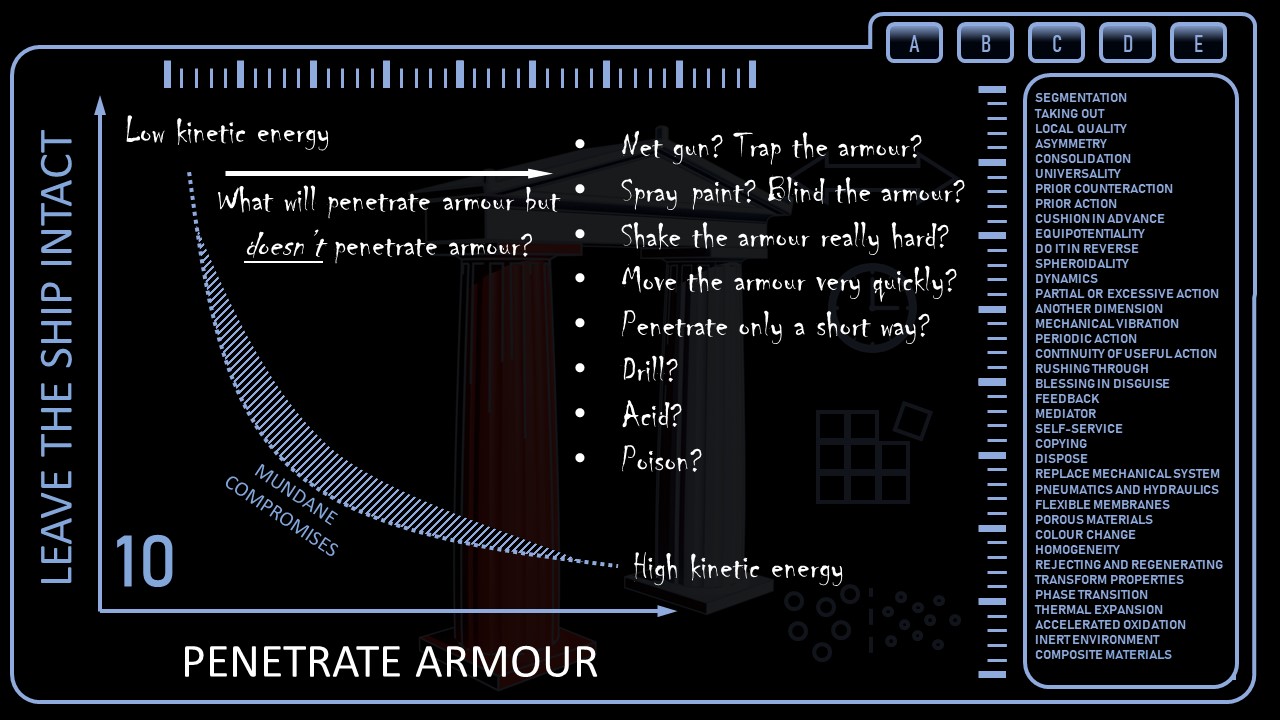 A B C D E
LEAVE THE SHIP INTACT
Low kinetic energy
What will penetrate armour but
doesn't penetrate armour?
• Net gun? Trap the armour?
• Spray paint? Blind the armour?
• Shake the armour really hard?
• Move the armour very quickly?
• Penetrate only a short way?
• Drill?
• Acid?
• Poison?
MUNDANE
COMPROMISES
10
High kinetic energy
PENETRATE ARMOUR
SEGMENTATION
TAKING OUT
LOCAL QUALITY
ASYMMETRY
CONSOLIDATION
UNIVERSALITY
PRIOR COUNTERACTION
PRIOR ACTION
CUSHION IN ADVANCE
EQUIPOTENTIALITY
DO IT IN REVERSE
SPHEROIDALITY
DYNAMICS
PARTIAL OR EXCESSIVE ACTION
ANOTHER DIMENSION
MECHANICAL VIBRATION
PERIODIC ACTION
CONTINUITY OF USEFUL ACTION
RUSHING THROUGH
BLESSING IN DISGUISE
FEEDBACK
MEDIATOR
SELF-SERVICE
COPYING
DISPOSE
REPLACE MECHANICAL SYSTEM
PNEUMATICS AND HYDRAULICS
FLEXIBLE MEMBRANES
POROUS MATERIALS
COLOUR CHANGE
HOMOGENEITY
REJECTING AND REGENERATING
TRANSFORM PROPERTIES
PHASE TRANSITION
THERMAL EXPANSION
ACCELERATED OXIDATION
INERT ENVIRONMENT
COMPOSITE MATERIALS